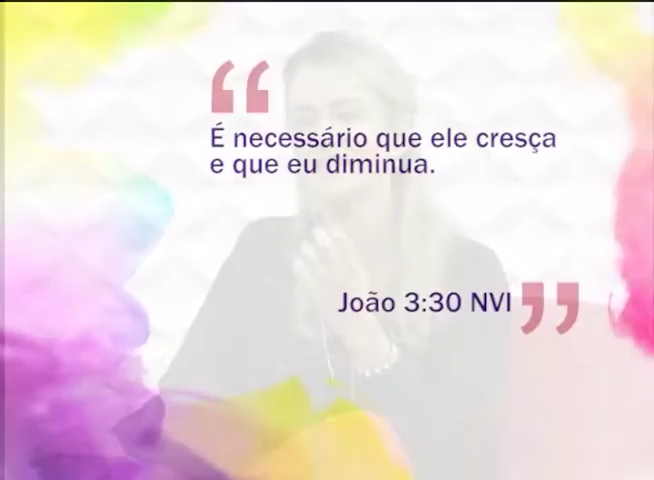 “
É necessário que ele cresça
e que eu diminua.
João 3:30 NVI ”